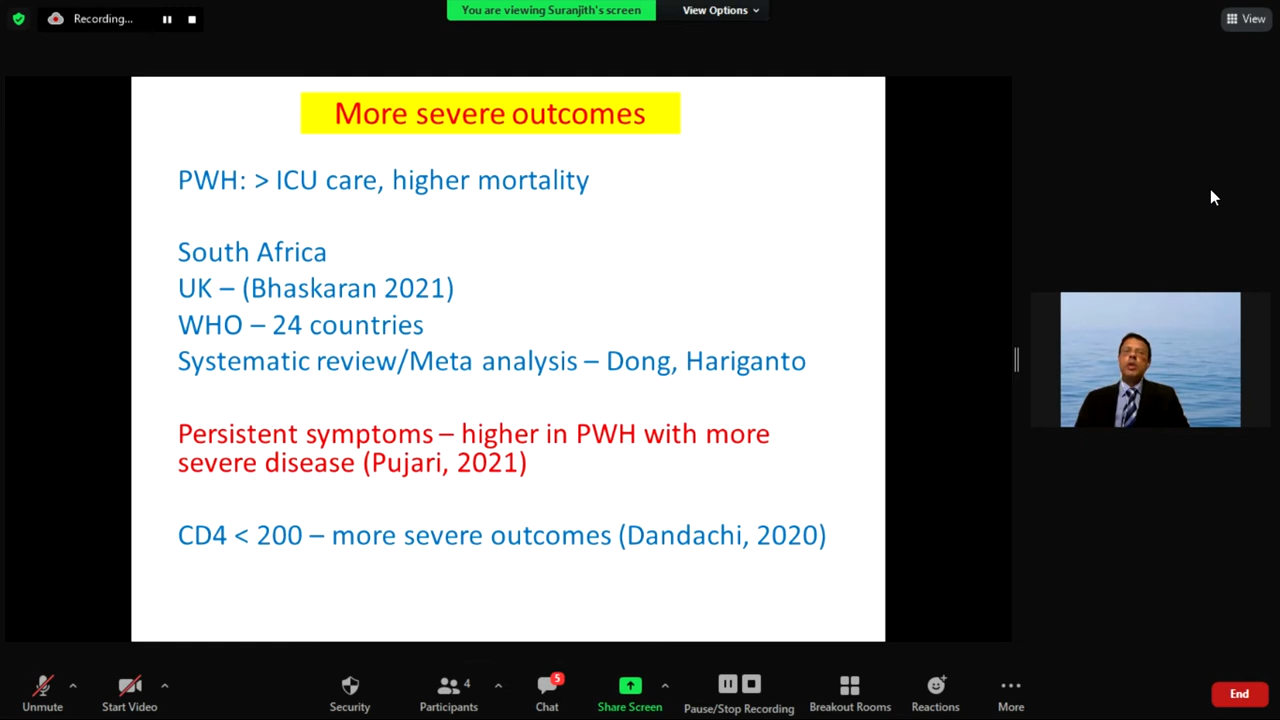 Recording...
You are viewing Suranjith's screen
View Options
View
More severe outcomes
PWH: > ICU care, higher mortality
South Africa
UK – (Bhaskaran 2021)
WHO – 24 countries
Systematic review/Meta analysis – Dong, Hariganto
Persistent symptoms – higher in PWH with more
severe disease (Pujari, 2021)
CD4 < 200 – more severe outcomes (Dandachi, 2020)
Unmute
Start Video
Security
Participants
4
Chat
5
Share Screen
Pause/Stop Recording
Breakout Rooms
Reactions
More
End